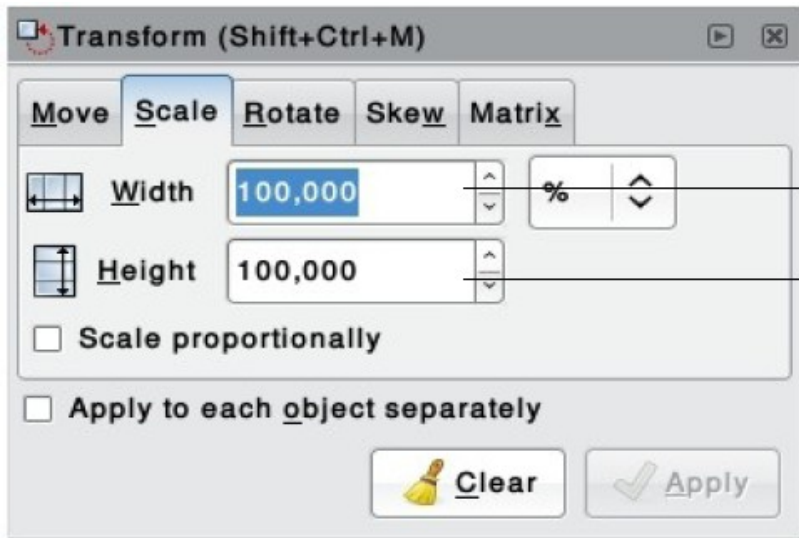 Transform (Shift+Ctrl+M)
Move Scale Rotate Skew Matrix
Width 100,000 %
Height 100,000
Scale proportionally
Apply to each object separately
Clear Apply